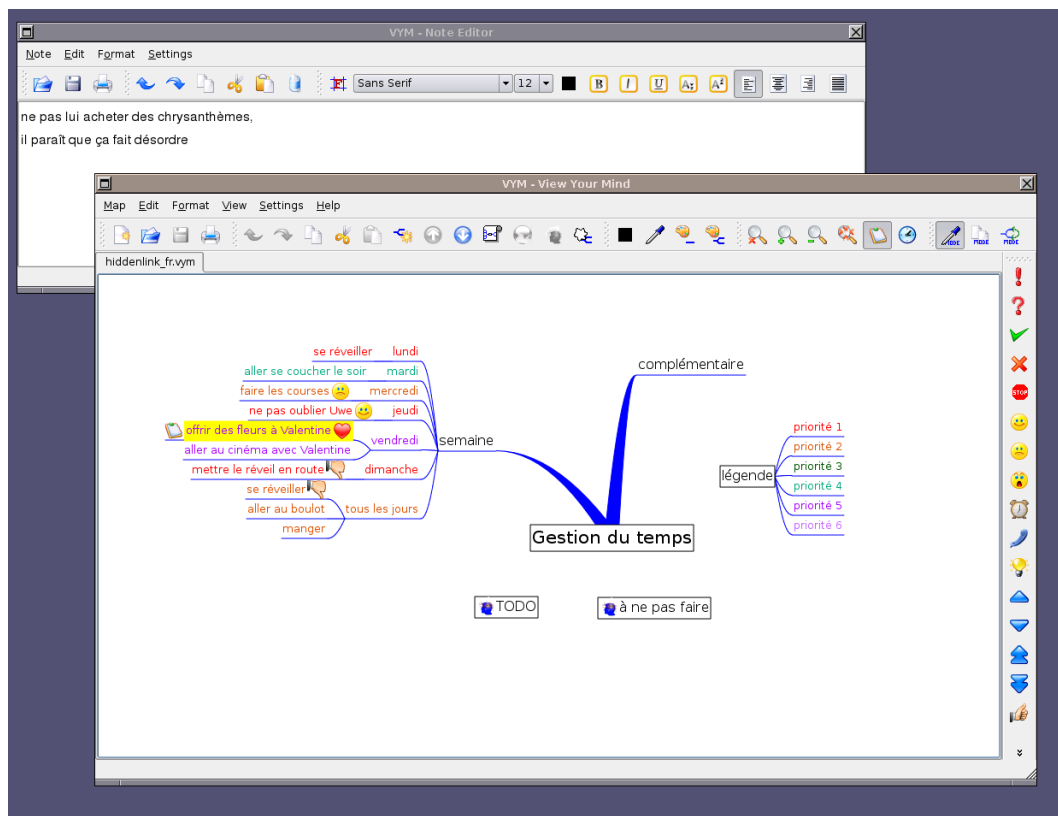 VYM - Note Editor
Note Edit Format Settings
Sans Serif 12 B I U A: A²
ne pas lui acheter des chrysanthèmes,
il paraît que ça fait désordre
VYM - View Your Mind
Map Edit Format View Settings Help
MODE MODE MODE
hiddenlink_fr.vym
se réveiller lundi
aller se coucher le soir mardi
faire les courses mercredi
ne pas oublier Uwe jeudi
offrir des fleurs à Valentine
aller au cinéma avec Valentine
vendredi
mettre le réveil en route dimanche
se réveiller
aller au boulot
manger
tous les jours
semaine
complémentaire
légende
priorité 1
priorité 2
priorité 3
priorité 4
priorité 5
priorité 6
Gestion du temps
TODO
à ne pas faire
STOP